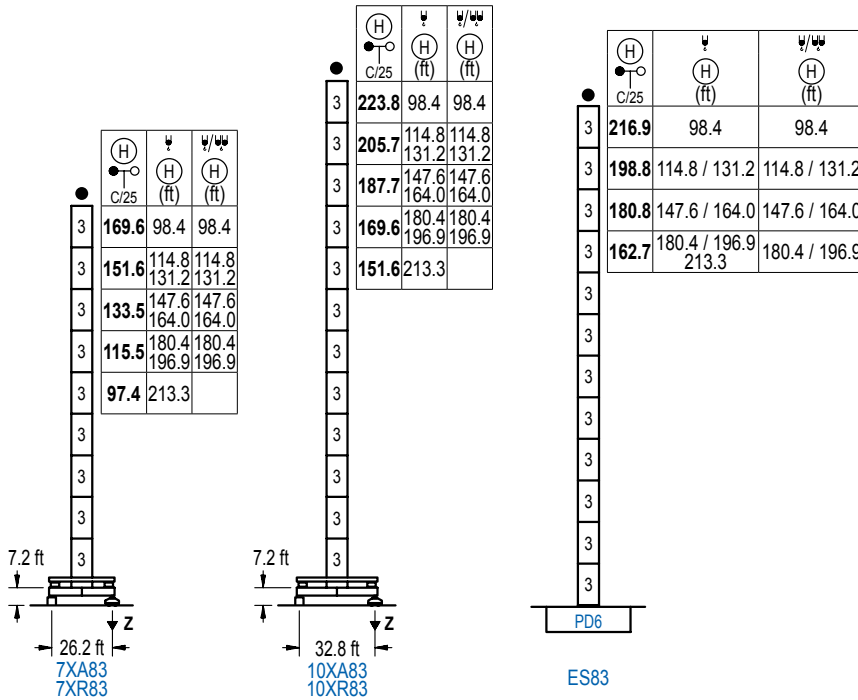 H H H
C/25 (ft) (ft)
169.6 98.4 98.4
151.6 114.8 114.8
131.2 131.2
133.5 147.6 147.6
164.0 164.0
115.5 180.4 180.4
196.9 196.9
97.4 213.3
3
3
3
3
3
3
3
3
3
7.2 ft
Z
26.2 ft
7XA83
7XR83
H H H
C/25 (ft) (ft)
223.8 98.4 98.4
205.7 114.8 114.8
131.2 131.2
187.7 147.6 147.6
164.0 164.0
169.6 180.4 180.4
196.9 196.9
151.6 213.3
3
3
3
3
3
3
3
3
3
3
3
3
7.2 ft
Z
32.8 ft
10XA83
10XR83
H H H
C/25 (ft) (ft)
216.9 98.4 98.4
198.8 114.8 / 131.2 114.8 / 131.2
180.8 147.6 / 164.0 147.6 / 164.0
162.7 180.4 / 196.9 180.4 / 196.9
213.3
3
3
3
3
3
3
3
3
3
3
3
3
PD6
ES83